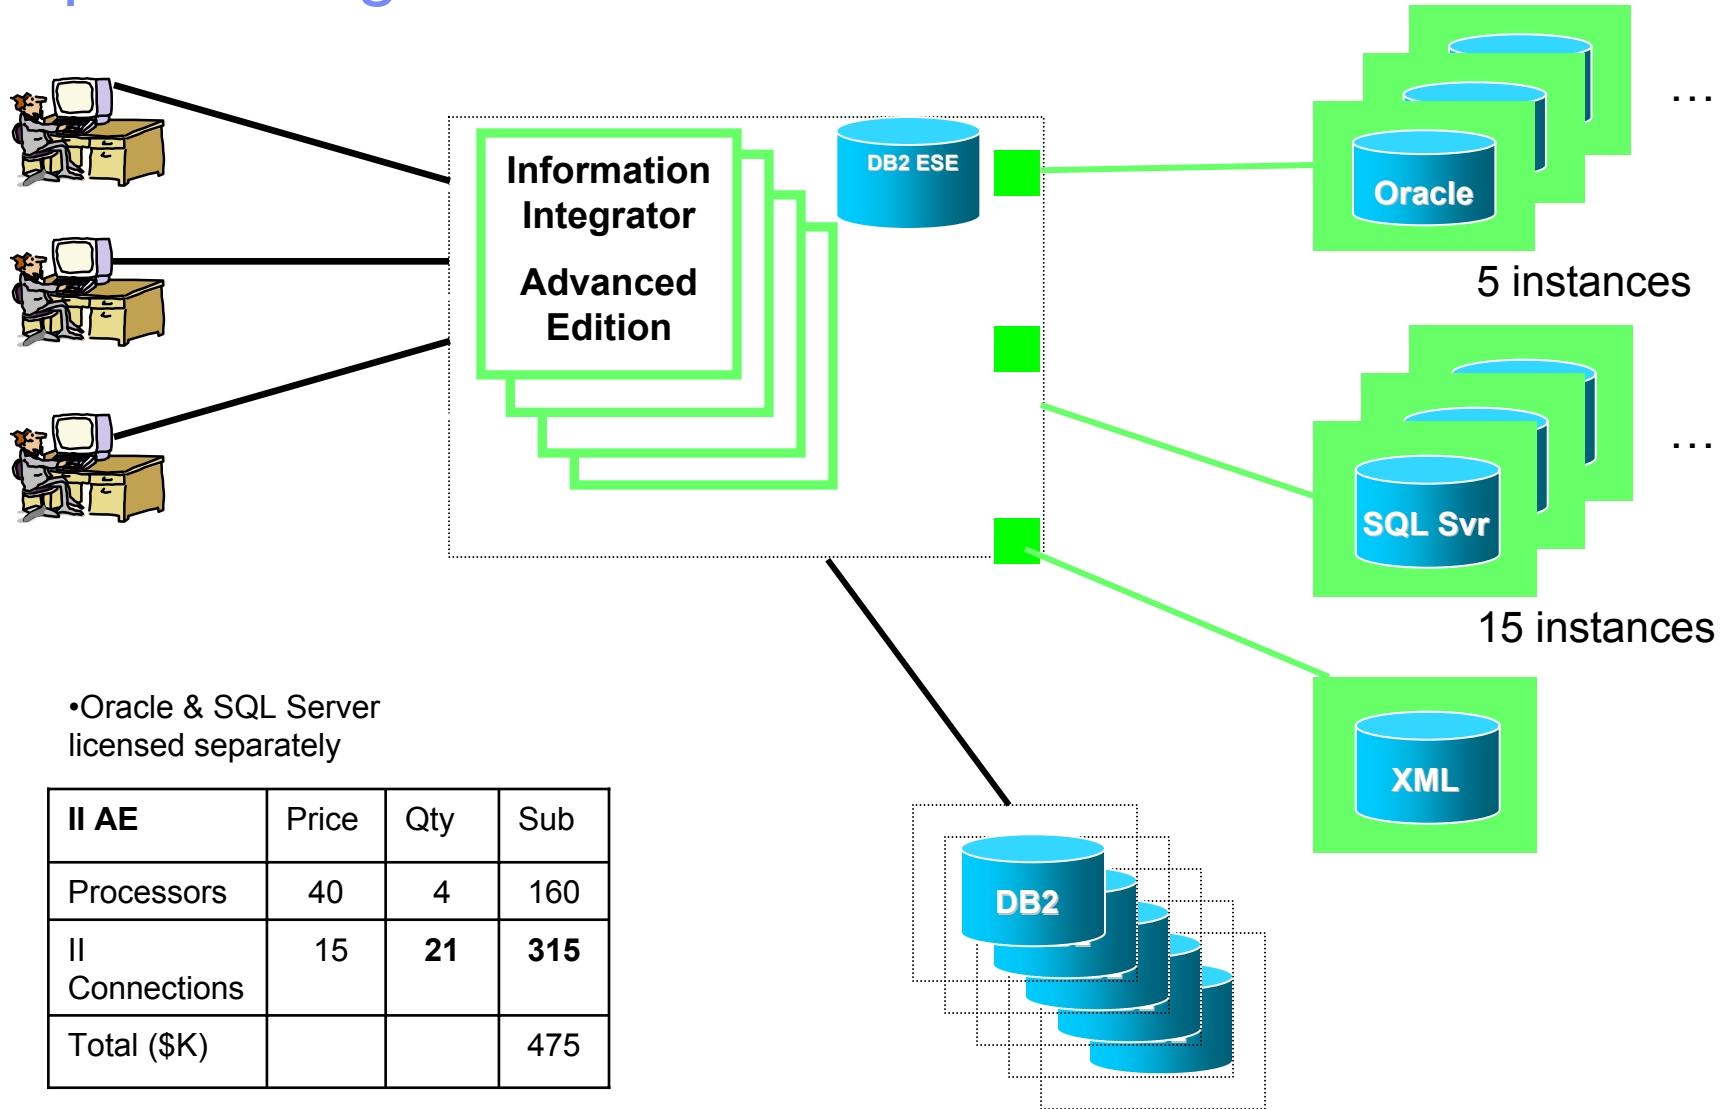 Information
Integrator
Advanced
Edition
DB2 ESE
Oracle
...
5 instances
SQL Svr
...
15 instances
XML
DB2
•Oracle & SQL Server
licensed separately
II AE Price Qty Sub
Processors 40 4 160
II
Connections 15 21 315
Total ($K) 475